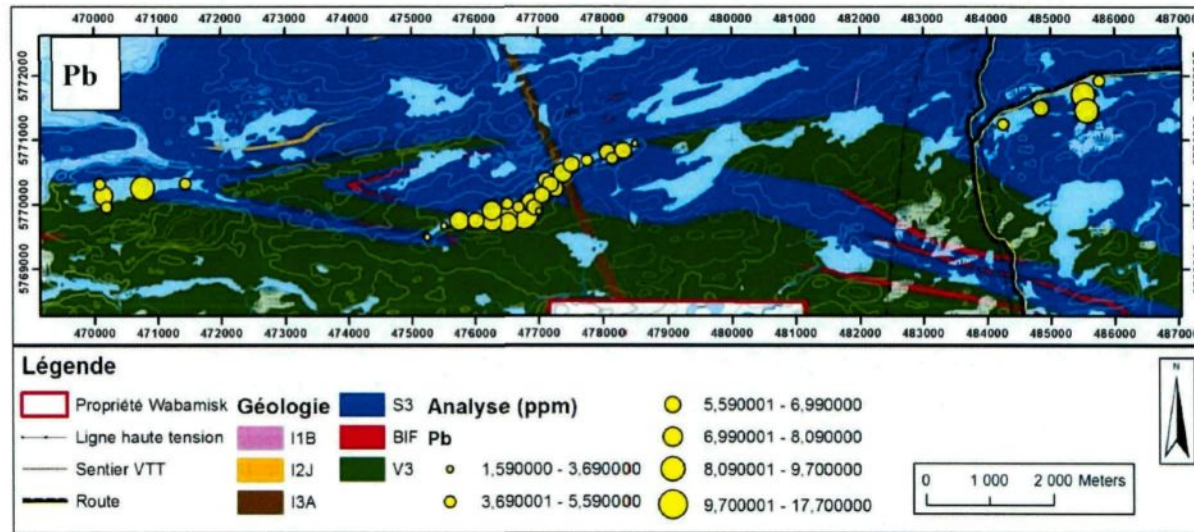 470000 471000 472000 473000 474000 475000 476000 477000 478000 479000 480000 481000 482000 483000 484000 485000 486000 487000
Pb
5772000
5771000
5770000
5769000
470000 471000 472000 473000 474000 475000 476000 477000 478000 479000 480000 481000 482000 483000 484000 485000 486000 487000
Légende
Propriété Wabamisk
Ligne haute tension
Sentier VTT
Route
Géologie
I1B
I2J
I3A
S3
BIF
V3
Analyse (ppm)
Pb
1,590000 - 3,690000
3,690001 - 5,590000
5,590001 - 6,990000
6,990001 - 8,090000
8,090001 - 9,700000
9,700001 - 17,700000
0 1 000 2 000 Meters
N